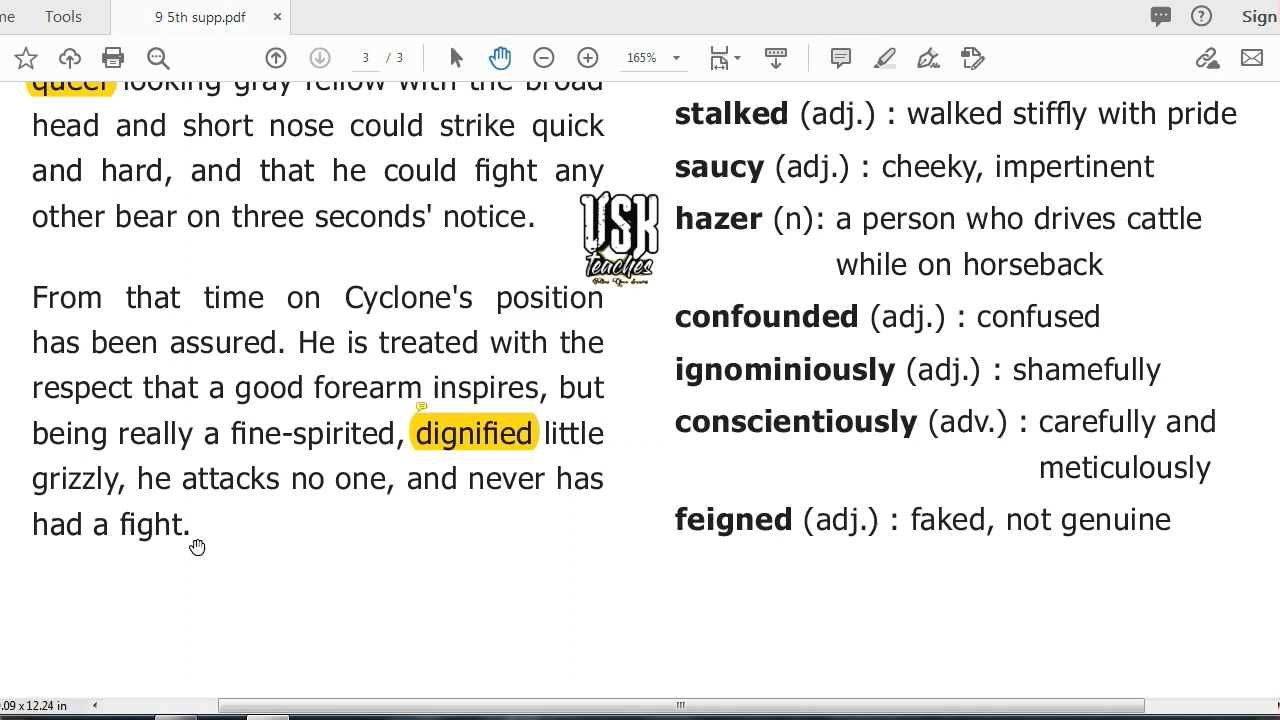 me
Tools
9 5th supp.pdf
×
Sign
3 / 3
165%
queer looking gray fellow with the broad
head and short nose could strike quick
and hard, and that he could fight any
other bear on three seconds' notice.
From that time on Cyclone's position
has been assured. He is treated with the
respect that a good forearm inspires, but
being really a fine-spirited, dignified little
grizzly, he attacks no one, and never has
had a fight.
VSK
teaches
stalked (adj.) : walked stiffly with pride
saucy (adj.) : cheeky, impertinent
hazer (n): a person who drives cattle
while on horseback
confounded (adj.) : confused
ignominiously (adj.) : shamefully
conscientiously (adv.) : carefully and
meticulously
feigned (adj.) : faked, not genuine
.09 x 12.24 in